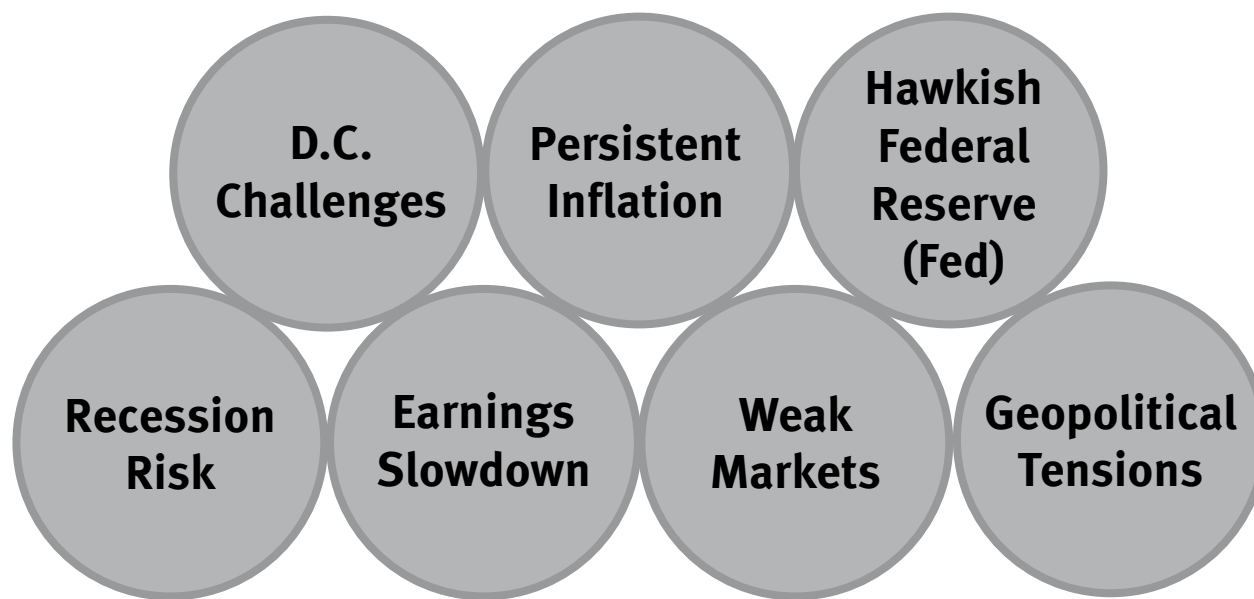 D.C.
Challenges
Persistent
Inflation
Hawkish
Federal
Reserve
(Fed)
Recession
Risk
Earnings
Slowdown
Weak
Markets
Geopolitical
Tensions